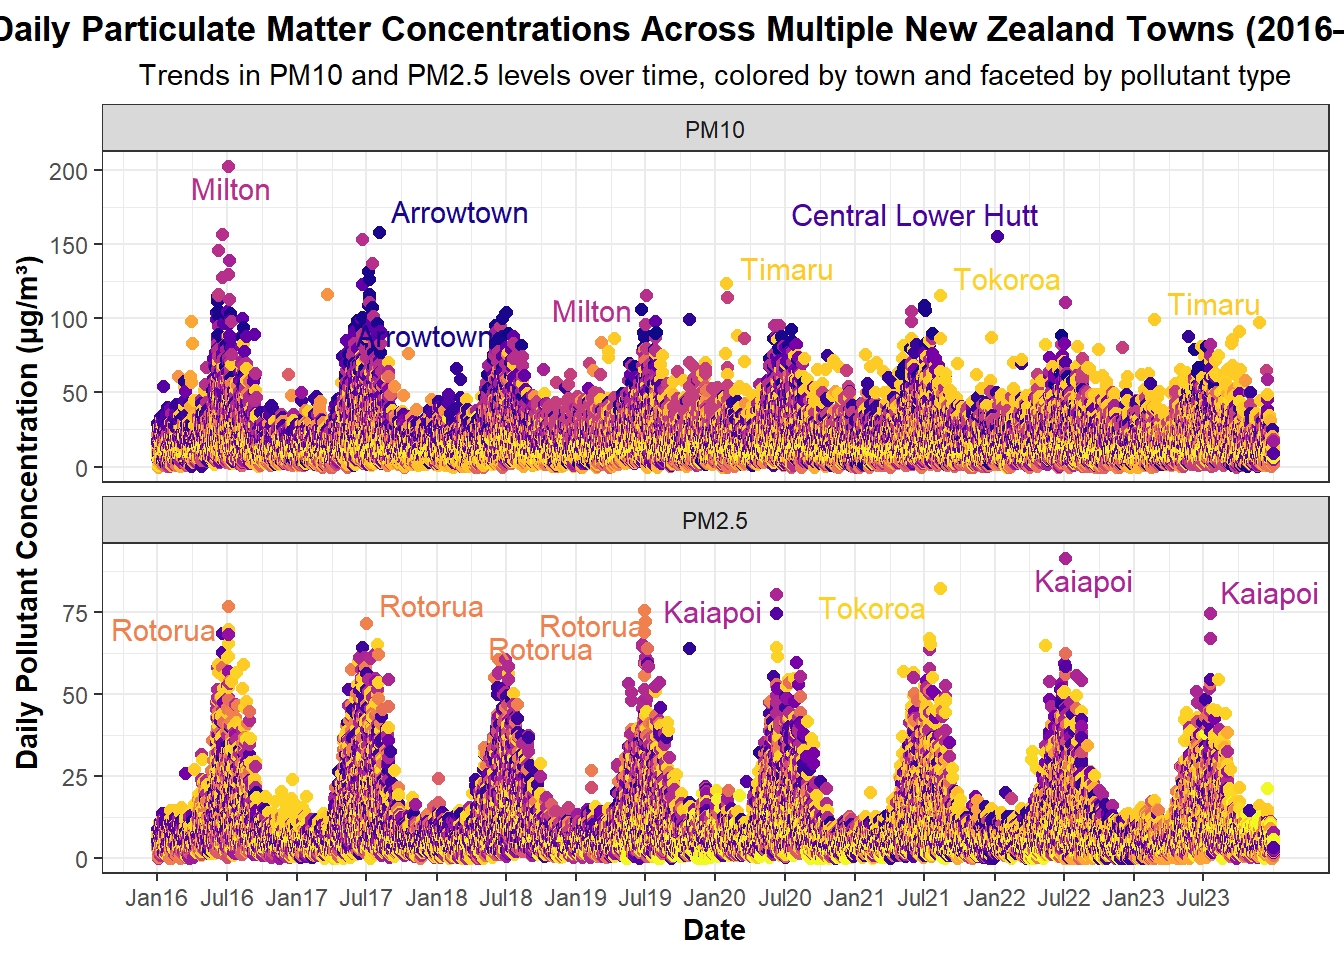 Daily Particulate Matter Concentrations Across Multiple New Zealand Towns (2016–
Trends in PM10 and PM2.5 levels over time, colored by town and faceted by pollutant type
PM10
200
150
100
50
0
Milton
Arrowtown
Central Lower Hutt
Timaru
Tokoroa
Timaru
Milton
Arrowtown
Daily Pollutant Concentration (µg/m³)
PM2.5
75
50
25
0
Kaiapoi
Kaiapoi
Rotorua
Tokoroa
Kaiapoi
Rotorua
Rotorua
Rotorua
Jan16 Jul16 Jan17 Jul17 Jan18 Jul18 Jan19 Jul19 Jan20 Jul20 Jan21 Jul21 Jan22 Jul22 Jan23 Jul23
Date